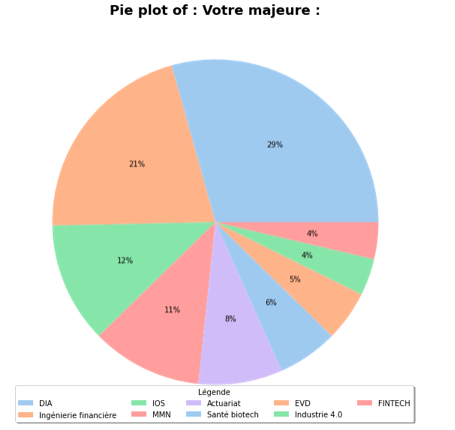 Pie plot of : Votre majeure :
29%
21%
12%
11%
8%
6%
5%
4%
4%
Légende
DIA
Ingénierie financière
IOS
MMN
Actuariat
Santé biotech
EVD
Industrie 4.0
FINTECH